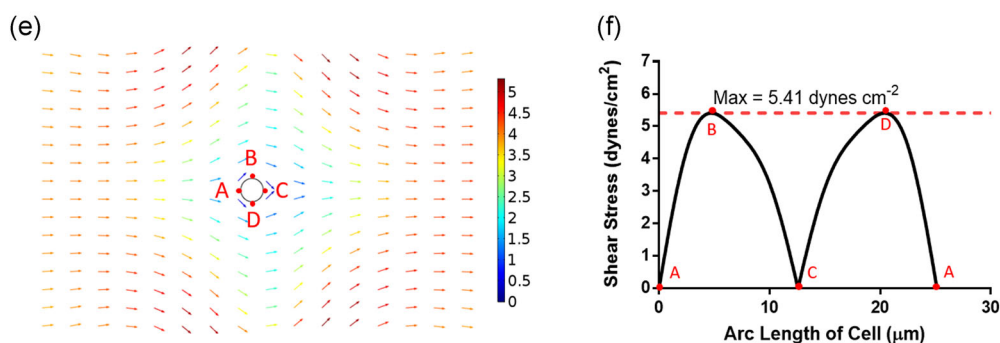 (e)
B
A
C
D
5
4.5
4
3.5
3
2.5
2
1.5
1
0.5
0
(f)
Shear Stress (dynes/cm²)
7
6
5
4
3
2
1
0
Max = 5.41 dynes cm⁻²
B
D
A
C
A
0
10
20
30
Arc Length of Cell (μm)